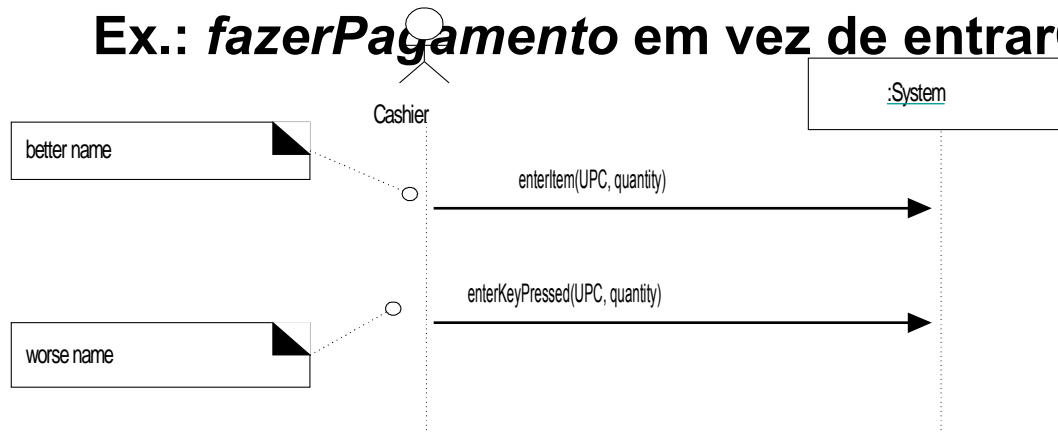 Ex.: fazerPagamento em vez de entrar
Cashier
:System
better name
enterItem(UPC, quantity)
enterKeyPressed(UPC, quantity)
worse name